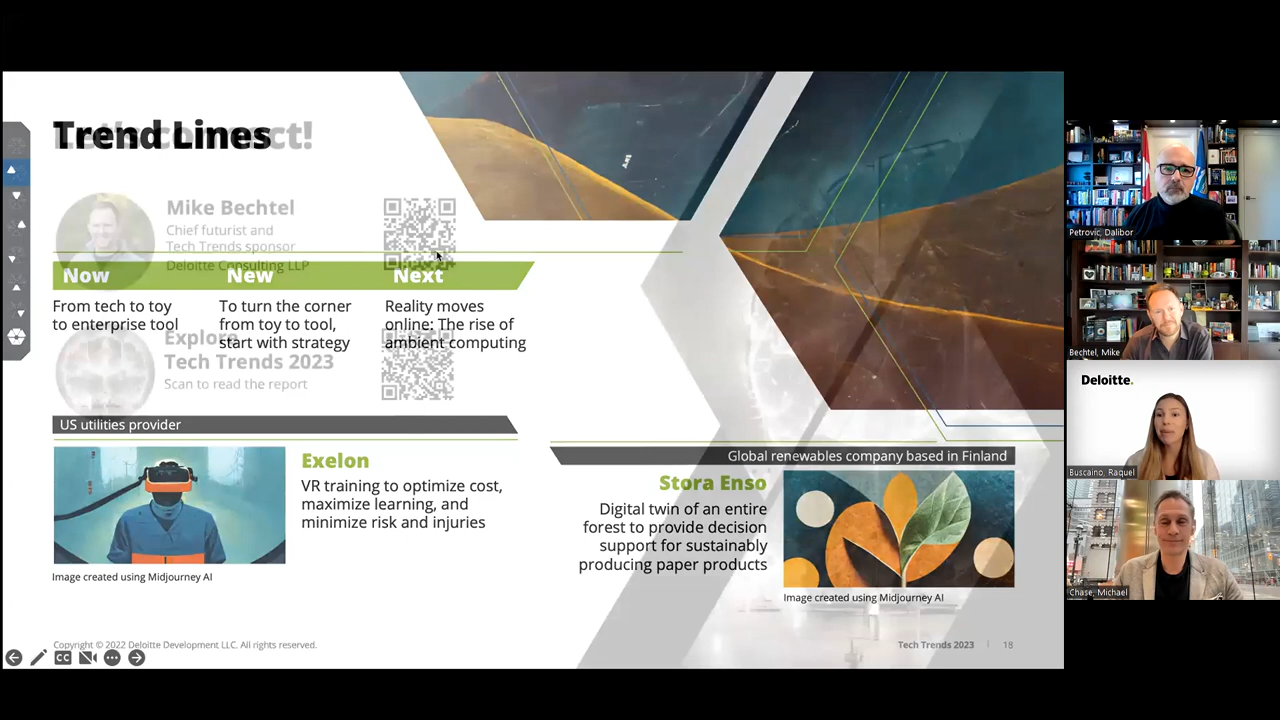 Trend Lines
Let's connect!
Mike Bechtel
Chief futurist and
Tech Trends sponsor
Deloitte Consulting LLP
Now
New
Next
From tech to toy
to enterprise tool
To turn the corner
from toy to tool,
start with strategy
Reality moves
online: The rise of
ambient computing
Explore
Tech Trends 2023
Scan to read the report
US utilities provider
Exelon
VR training to optimize cost,
maximize learning, and
minimize risk and injuries
Image created using Midjourney AI
Global renewables company based in Finland
Stora Enso
Digital twin of an entire
forest to provide decision
support for sustainably
producing paper products
Image created using Midjourney AI
Copyright © 2022 Deloitte Development LLC. All rights reserved.
Tech Trends 2023 | 18
CC
Petrovic, Dalibor
Bechtel, Mike
Deloitte.
Buscaino, Raquel
Chase, Michael